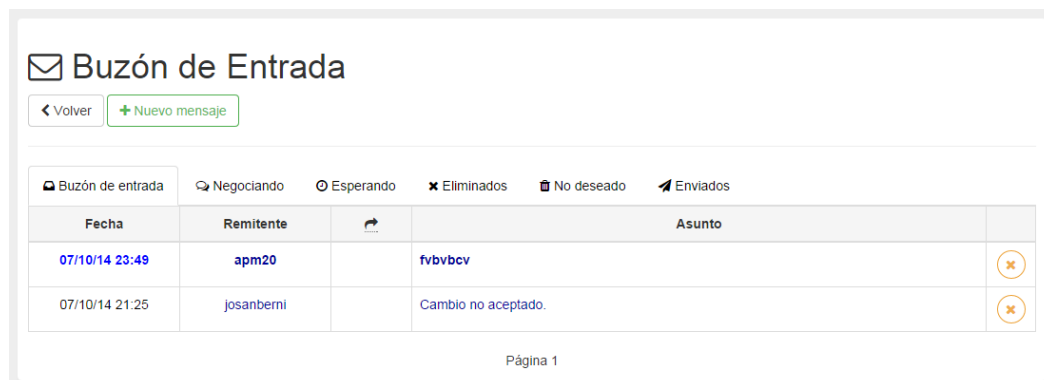 Buzón de Entrada
Volver Nuevo mensaje
Buzón de entrada Negociando Esperando Eliminados No deseado Enviados
Fecha Remitente Asunto
07/10/14 23:49 apm20 fvbvbcv
07/10/14 21:25 josanberni Cambio no aceptado.
Página 1